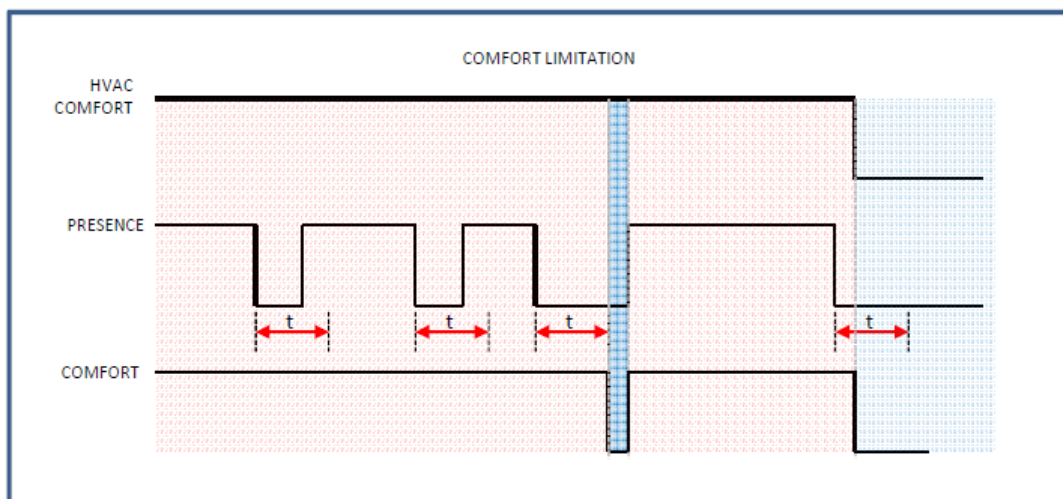 COMFORT LIMITATION
HVAC
COMFORT
PRESENCE
t
t
t
t
COMFORT